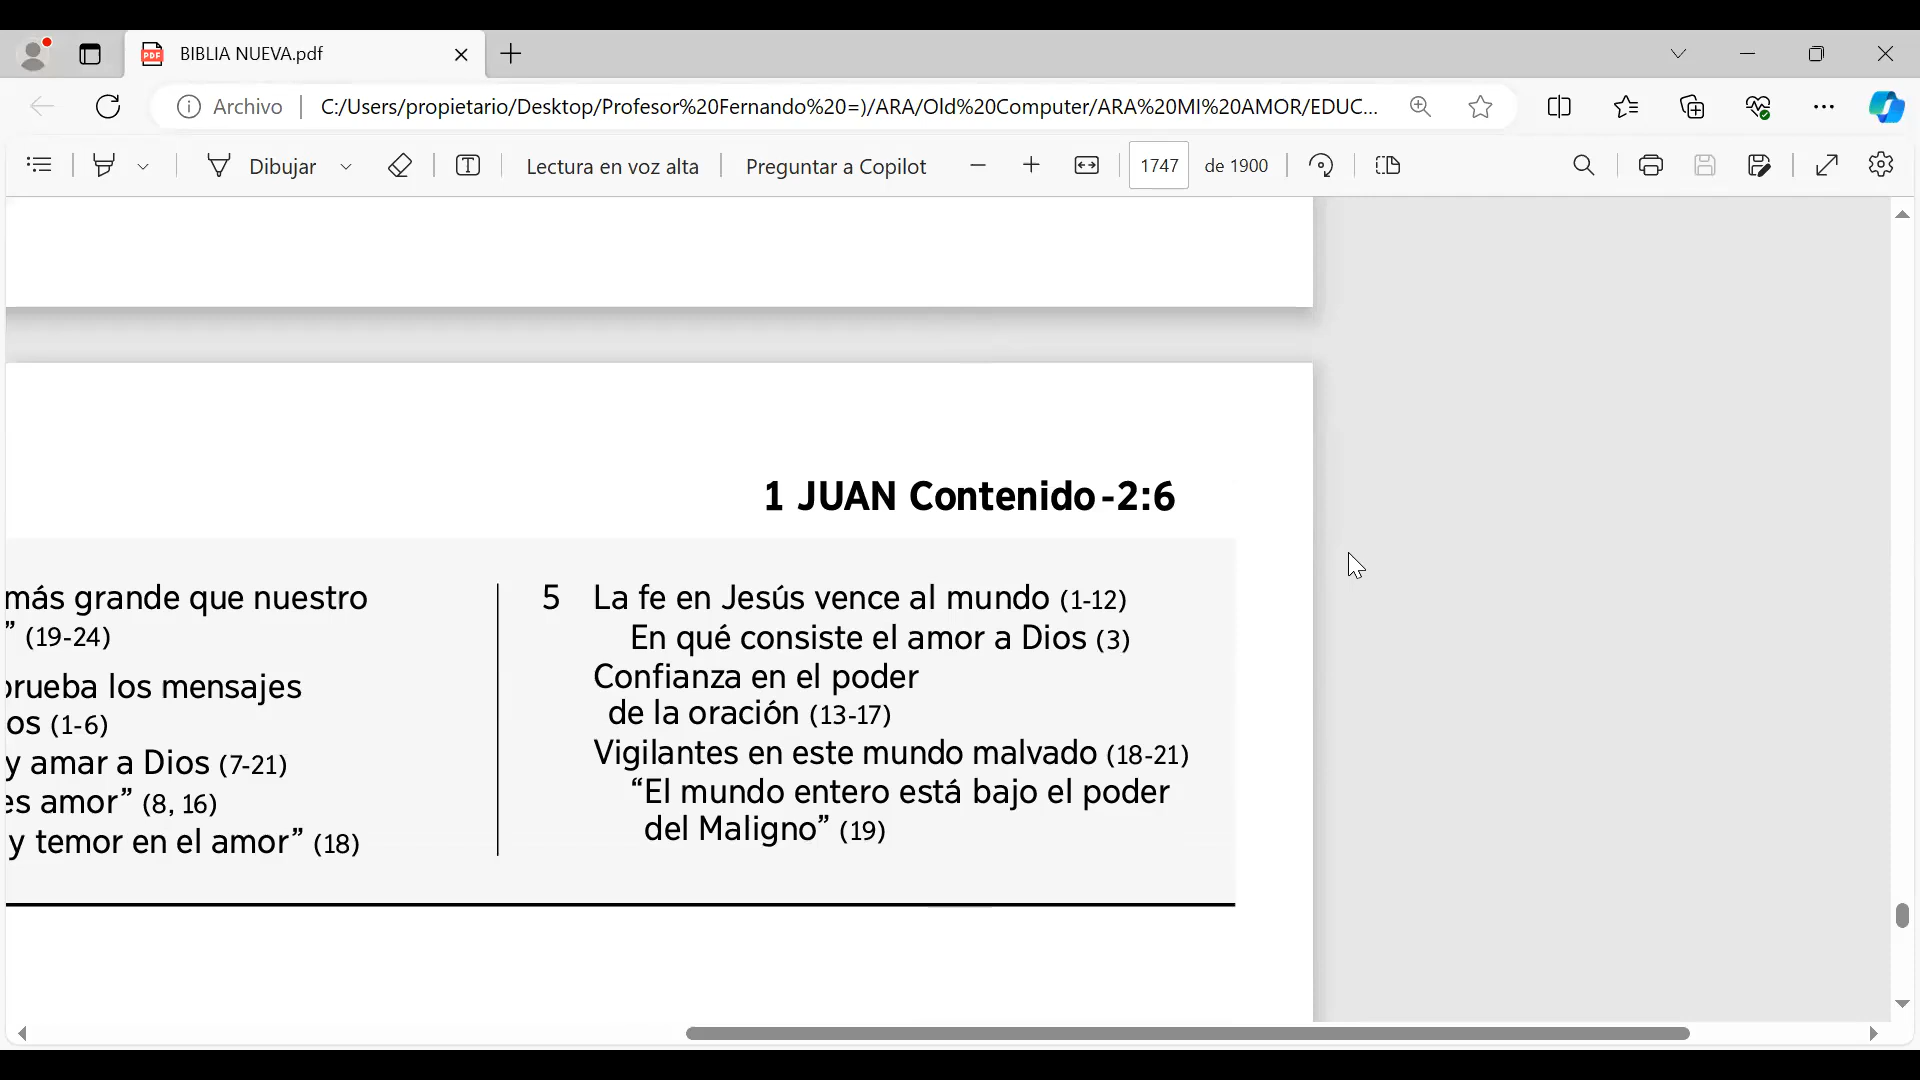 BIBLIA NUEVA.pdf
Archivo C:/Users/propietario/Desktop/Profesor%20Fernando%20=)/ARA/Old%20Computer/ARA%20MI%20AMOR/EDUC...
Dibujar Lectura en voz alta Preguntar a Copilot 1747 de 1900
1 JUAN Contenido-2:6
más grande que nuestro
” (19-24)
los mensajes
(1-6)
y amar a Dios (7-21)
es amor” (8, 16)
y temor en el amor” (18)
5 La fe en Jesús vence al mundo (1-12)
En qué consiste el amor a Dios (3)
Confianza en el poder
de la oración (13-17)
Vigilantes en este mundo malvado (18-21)
“El mundo entero está bajo el poder
del Maligno” (19)